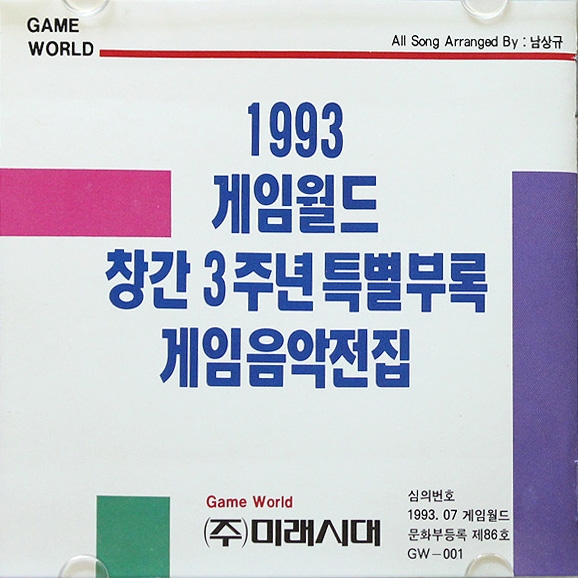 GAME
WORLD
All Song Arranged By : 남상규
1993
게임월드
창간 3주년 특별부록
게임음악전집
Game World
(주)미래시대
심의번호
1993. 07 게임월드
문화부등록 제86호
GW-001